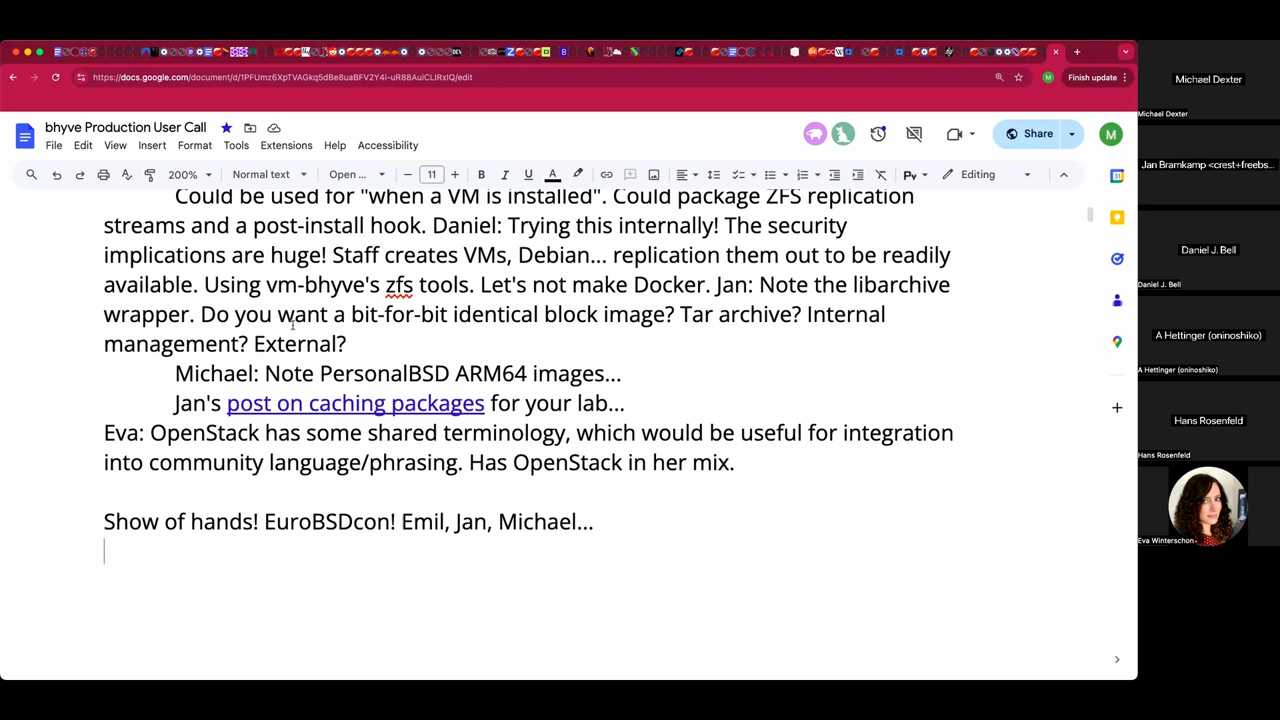 https://docs.google.com/document/d/1PFUmz6XpTVAGkq5dBe8uaBFV2Y4i-uR88AuiCIJRxIQ/edit
Finish update
bhyve Production User Call
File Edit View Insert Format Tools Extensions Help Accessibility
Share
M
200% Normal text Open ... 11 Editing
Could be used for "when a VM is installed". Could package ZFS replication
streams and a post-install hook. Daniel: Trying this internally! The security
implications are huge! Staff creates VMs, Debian... replication them out to be readily
available. Using vm-bhyve's zfs tools. Let's not make Docker. Jan: Note the libarchive
wrapper. Do you want a bit-for-bit identical block image? Tar archive? Internal
management? External?
Michael: Note PersonalBSD ARM64 images...
Jan's post on caching packages for your lab...
Eva: OpenStack has some shared terminology, which would be useful for integration
into community language/phrasing. Has OpenStack in her mix.
Show of hands! EuroBSDcon! Emil, Jan, Michael...
Michael Dexter
Michael Dexter
Jan Bramkamp <crest+freebs...
Daniel J. Bell
Daniel J. Bell
A Hettinger (oninoshiko)
A Hettinger (oninoshiko)
Hans Rosenfeld
Hans Rosenfeld
Eva Winterschon